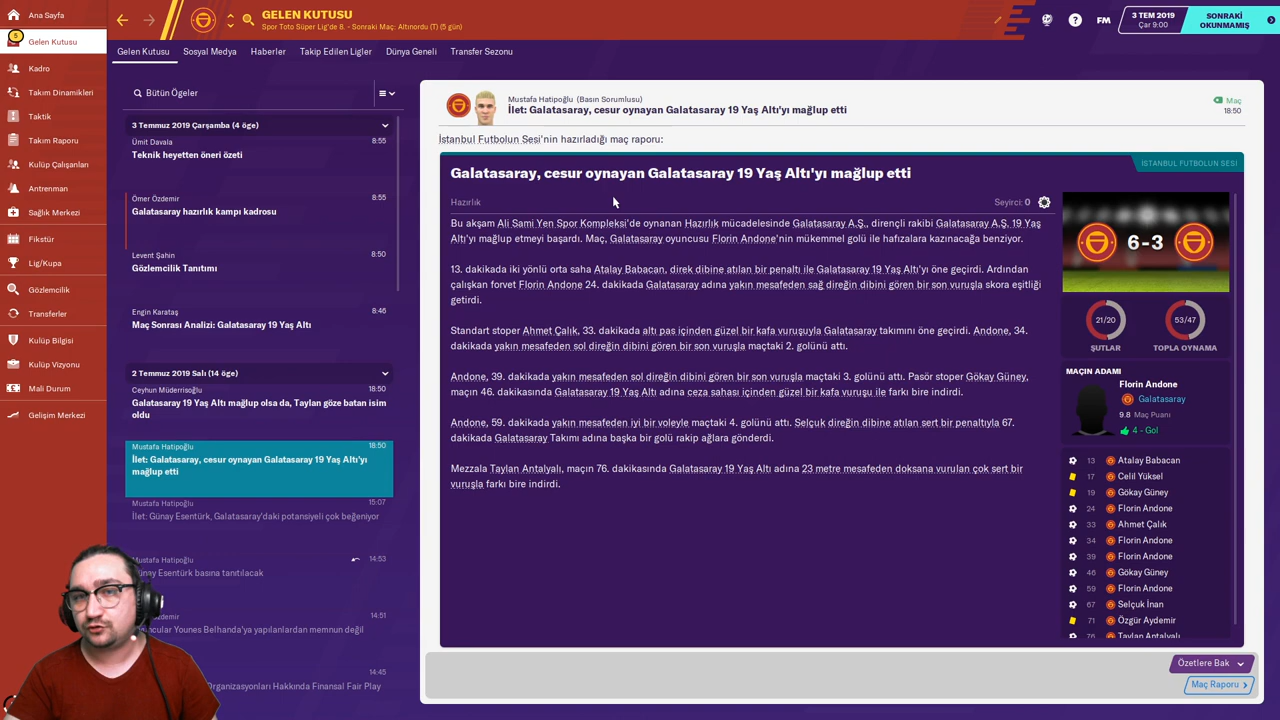 Ana Sayfa
5
Gelen Kutusu
Kadro
Takım Dinamikleri
Taktik
Takım Raporu
Kulüp Çalışanları
Antrenman
Sağlık Merkezi
Fikstür
Lig/Kupa
Gözlemcilik
Transferler
Kulüp Bilgisi
Kulüp Vizyonu
Mali Durum
Gelişim Merkezi
GELEN KUTUSU
Spor Toto Süper Lig'de 8. - Sonraki Maç: Altınordu (T) (5 gün)
FM
3 TEM 2019
Çar 9:00
SONRAKİ
OKUNMAMIŞ
Gelen Kutusu Sosyal Medya Haberler Takip Edilen Ligler Dünya Geneli Transfer Sezonu
Bütün Ögeler
3 Temmuz 2019 Çarşamba (4 öge)
Ümit Davala 8:55
Teknik heyetten öneri özeti
Ömer Özdemir 8:55
Galatasaray hazırlık kampı kadrosu
Levent Şahin 8:50
Gözlemcilik Tanıtımı
Engin Karataş 8:46
Maç Sonrası Analizi: Galatasaray 19 Yaş Altı
2 Temmuz 2019 Salı (14 öge)
Ceyhun Müderrisoğlu 18:50
Galatasaray 19 Yaş Altı mağlup olsa da, Taylan göze batan isim
oldu
Mustafa Hatipoğlu 18:50
İlet: Galatasaray, cesur oynayan Galatasaray 19 Yaş Altı'yı
mağlup etti
Mustafa Hatipoğlu 15:07
İlet: Günay Esentürk, Galatasaray'daki potansiyeli çok beğeniyor
Mustafa Hatipoğlu 14:53
Günay Esentürk basına tanıtılacak
Özdemir 14:51
uncular Younes Belhanda'ya yapılanlardan memnun değil
14:45
Organizasyonları Hakkında Finansal Fair Play
Mustafa Hatipoğlu (Basın Sorumlusu)
İlet: Galatasaray, cesur oynayan Galatasaray 19 Yaş Altı'yı mağlup etti
Maç
18:50
İstanbul Futbolun Sesi'nin hazırladığı maç raporu:
İSTANBUL FUTBOLUN SESİ
Galatasaray, cesur oynayan Galatasaray 19 Yaş Altı'yı mağlup etti
Hazırlık Seyirci: 0
Bu akşam Ali Sami Yen Spor Kompleksi'de oynanan Hazırlık mücadelesinde Galatasaray A.Ş., dirençli rakibi Galatasaray A.Ş. 19 Yaş
Altı'yı mağlup etmeyi başardı. Maç, Galatasaray oyuncusu Florin Andone'nin mükemmel golü ile hafızalara kazınacağa benziyor.
13. dakikada iki yönlü orta saha Atalay Babacan, direk dibine atılan bir penaltı ile Galatasaray 19 Yaş Altı'yı öne geçirdi. Ardından
çalışkan forvet Florin Andone 24. dakikada Galatasaray adına yakın mesafeden sağ direğin dibini gören bir son vuruşla skora eşitliği
getirdi.
Standart stoper Ahmet Çalık, 33. dakikada altı pas içinden güzel bir kafa vuruşuyla Galatasaray takımını öne geçirdi. Andone, 34.
dakikada yakın mesafeden sol direğin dibini gören bir son vuruşla maçtaki 2. golünü attı.
Andone, 39. dakikada yakın mesafeden sol direğin dibini gören bir son vuruşla maçtaki 3. golünü attı. Pasör stoper Gökay Güney,
maçın 46. dakikasında Galatasaray 19 Yaş Altı adına ceza sahası içinden güzel bir kafa vuruşu ile farkı bire indirdi.
Andone, 59. dakikada yakın mesafeden iyi bir voleyle maçtaki 4. golünü attı. Selçuk direğin dibine atılan sert bir penaltıyla 67.
dakikada Galatasaray Takımı adına başka bir golü rakip ağlara gönderdi.
Mezzala Taylan Antalyalı, maçın 76. dakikasında Galatasaray 19 Yaş Altı adına 23 metre mesafeden doksana vurulan çok sert bir
vuruşla farkı bire indirdi.
6 - 3
21/20 53/47
ŞUTLAR TOPLA OYNAMA
MAÇIN ADAMI
Florin Andone
Galatasaray
9.8 Maç Puanı
4 - Gol
13 Atalay Babacan
17 Celil Yüksel
19 Gökay Güney
24 Florin Andone
33 Ahmet Çalık
34 Florin Andone
39 Florin Andone
46 Gökay Güney
59 Florin Andone
67 Selçuk İnan
71 Özgür Aydemir
76 Taylan Antalyalı
Özetlere Bak
Maç Raporu